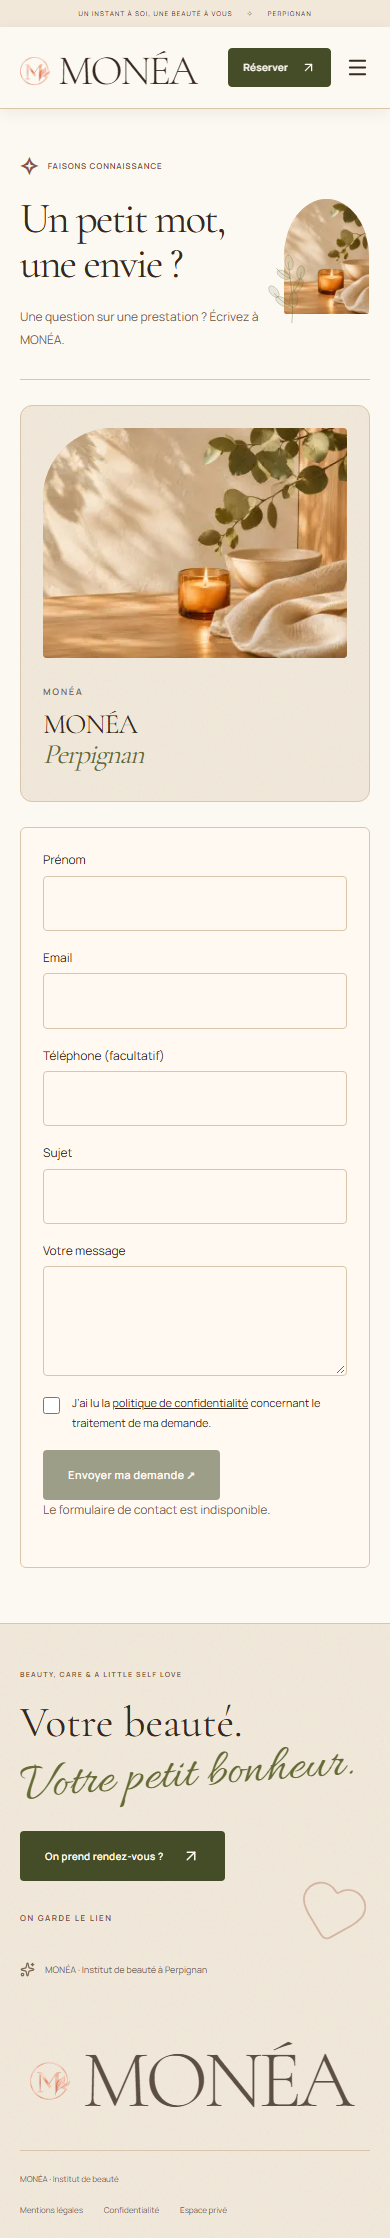 UN INSTANT À SOI, UNE BEAUTÉ À VOUS ✧ PERPIGNAN
MONÉA
Réserver
FAISONS CONNAISSANCE
Un petit mot,
une envie ?
Une question sur une prestation ? Écrivez à
MONÉA.
MONÉA
MONÉA
Perpignan
Prénom
Email
Téléphone (facultatif)
Sujet
Votre message
J'ai lu la politique de confidentialité concernant le
traitement de ma demande.
Envoyer ma demande ↗
Le formulaire de contact est indisponible.
BEAUTY, CARE & A LITTLE SELF LOVE
Votre beauté.
Votre petit bonheur.
On prend rendez-vous ?
ON GARDE LE LIEN
MONÉA · Institut de beauté à Perpignan
MONÉA
MONÉA · Institut de beauté
Mentions légales Confidentialité Espace privé